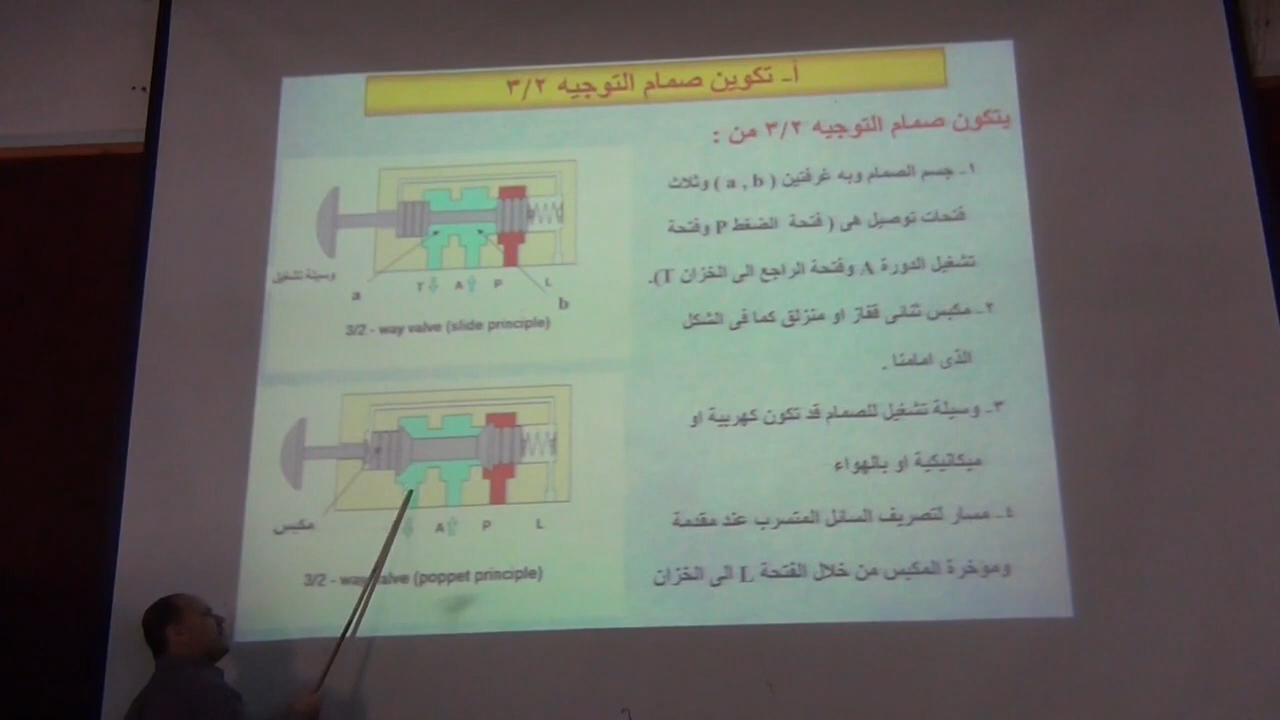 أ- تكوين صمام التوجيه ٣/٢
يتكون صمام التوجيه ٣/٢ من :
١- جسم الصمام وبه غرفتين ( a , b ) وثلاث
فتحات توصيل هى ( فتحة الضغط P وفتحة
تشغيل الدورة A وفتحة الراجع الى الخزان T).
٢- مكبس ثنائى قفاز او منزلق كما فى الشكل
الذى امامنا .
٣- وسيلة تشغيل للصمام قد تكون كهربية او
ميكانيكية او بالهواء
٤- مسار لتصريف السائل المتسرب عند مقدمة
ومؤخرة المكبس من خلال الفتحة L الى الخزان
وسيلة تشغيل
a
T A P L
b
3/2 - way valve (slide principle)
مكبس
A P L
3/2 - way valve (poppet principle)